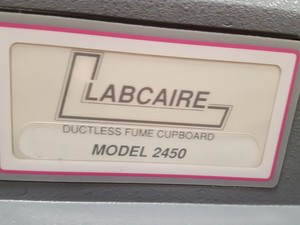 LABCAIRE
DUCTLESS FUME CUPBOARD
MODEL 2450